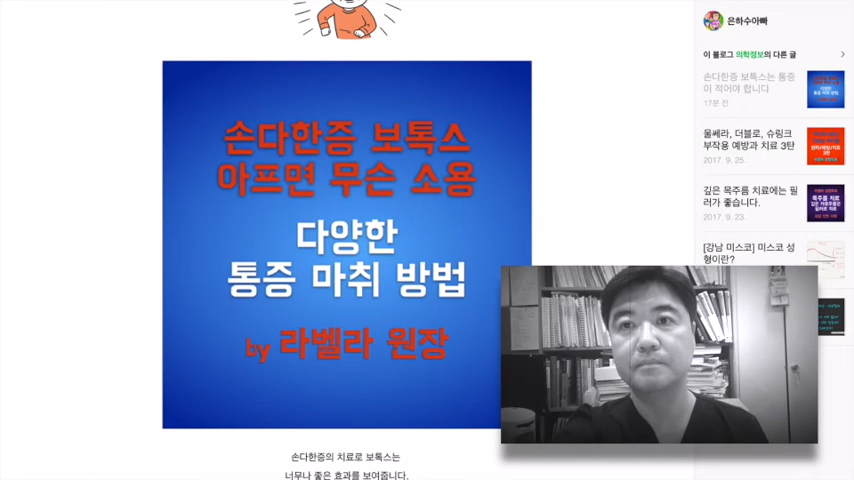 은하수아빠
이 블로그 의학정보의 다른 글
손다한증 보톡스는 통증
이 적어야 합니다
17분 전
울쎄라, 더블로, 슈링크
부작용 예방과 치료 3탄
2017. 9. 25.
깊은 목주름 치료에는 필
러가 좋습니다.
2017. 9. 23.
[강남 미스코] 미스코 성
형이란?
손다한증 보톡스
아프면 무슨 소용
다양한
통증 마취 방법
by 라벨라 원장
손다한증의 치료로 보톡스는
너무나 좋은 효과를 보여줍니다.